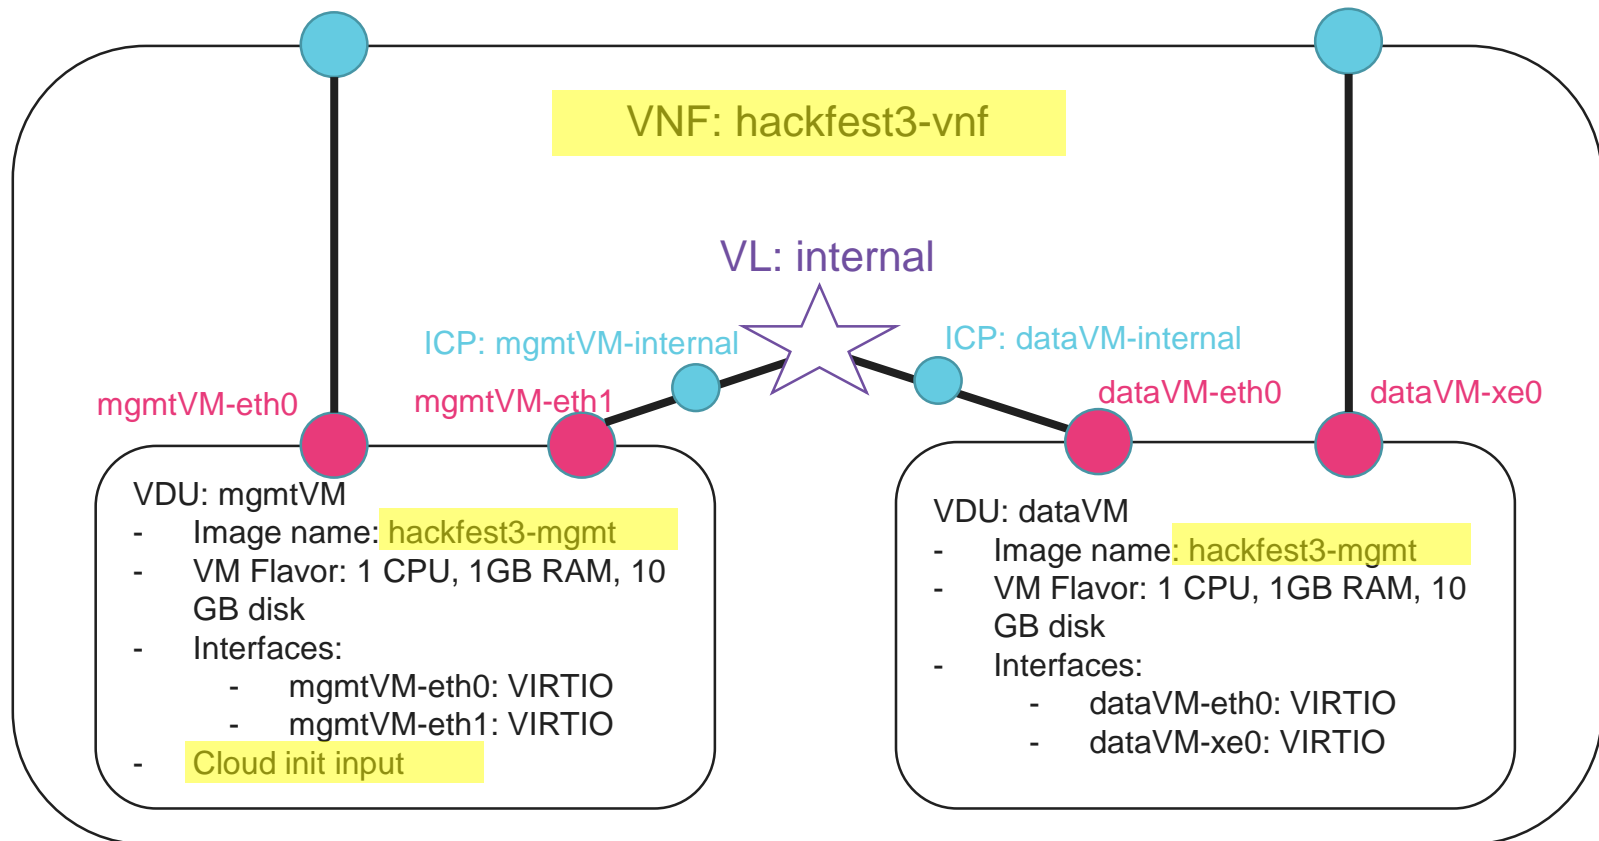 VNF: hackfest3-vnf
VL: internal
ICP: mgmtVM-internal
ICP: dataVM-internal
mgmtVM-eth0
mgmtVM-eth1
dataVM-eth0
dataVM-xe0
VDU: mgmtVM
- Image name: hackfest3-mgmt
- VM Flavor: 1 CPU, 1GB RAM, 10
GB disk
- Interfaces:
- mgmtVM-eth0: VIRTIO
- mgmtVM-eth1: VIRTIO
- Cloud init input
VDU: dataVM
- Image name: hackfest3-mgmt
- VM Flavor: 1 CPU, 1GB RAM, 10
GB disk
- Interfaces:
- dataVM-eth0: VIRTIO
- dataVM-xe0: VIRTIO